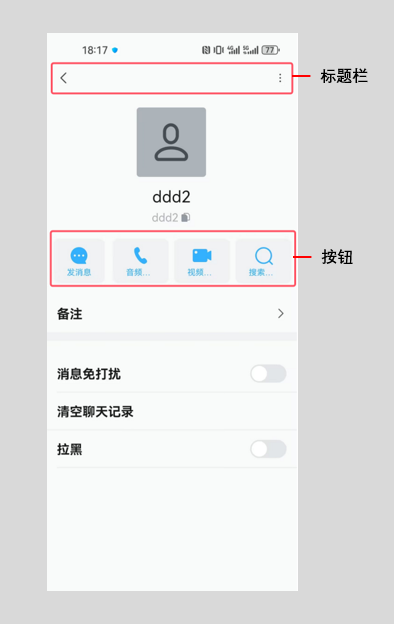 18:17
77
标题栏
ddd2
ddd2
发消息 音频... 视频... 搜索...
按钮
备注
消息免打扰
清空聊天记录
拉黑